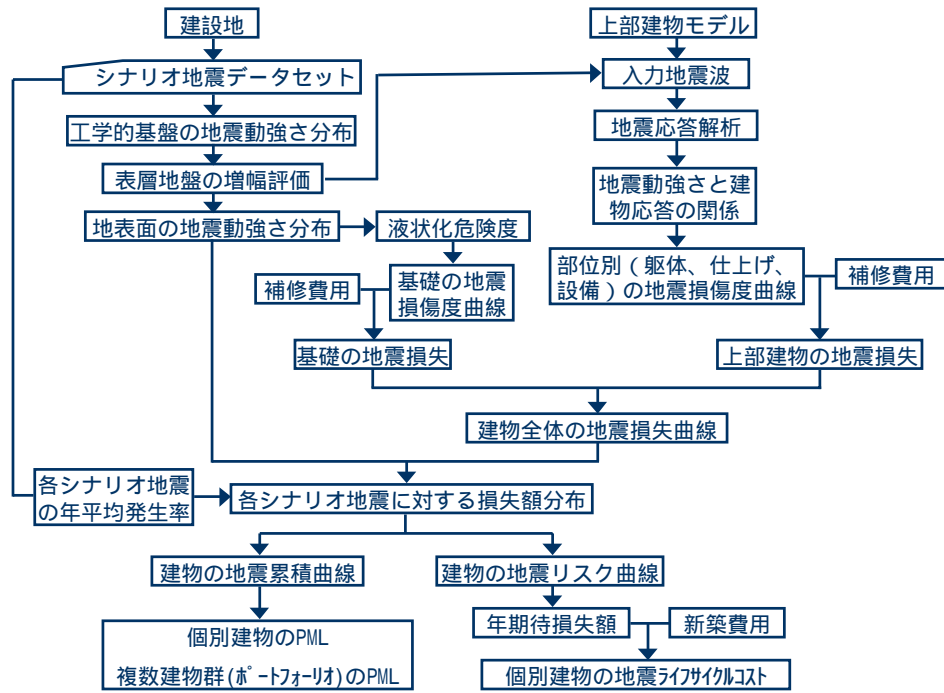 建設地
シナリオ地震データセット
工学的基盤の地震動強さ分布
表層地盤の増幅評価
地表面の地震動強さ分布
液状化危険度
補修費用
基礎の地震
損傷度曲線
基礎の地震損失
上部建物モデル
入力地震波
地震応答解析
地震動強さと建
物応答の関係
部位別(躯体、仕上げ、
設備)の地震損傷度曲線
補修費用
上部建物の地震損失
建物全体の地震損失曲線
各シナリオ地震
の年平均発生率
各シナリオ地震に対する損失額分布
建物の地震累積曲線
個別建物のPML
複数建物群(ポートフォリオ)のPML
建物の地震リスク曲線
年期待損失額
新築費用
個別建物の地震ライフサイクルコスト